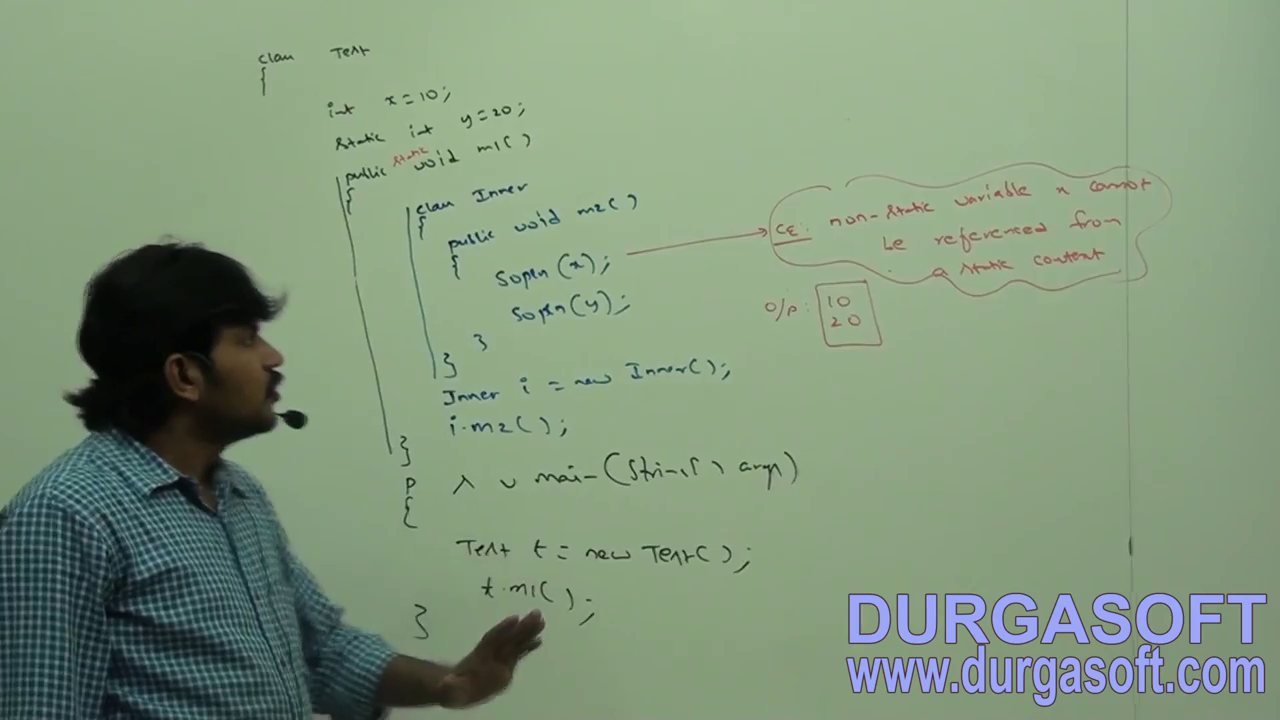 class Test
{
int x = 10;
static int y = 20;
public static void m1()
{
class Inner
{
public void m2()
{
Sopln(x);
Sopln(y);
}
}
Inner i = new Inner();
i.m2();
}
P s v main(String[] args)
{
Test t = new Test();
t.m1();
}
CE: non-static variable x cannot
be referenced from
a static context
O/P: 10
20
DURGASOFT
www.durgasoft.com